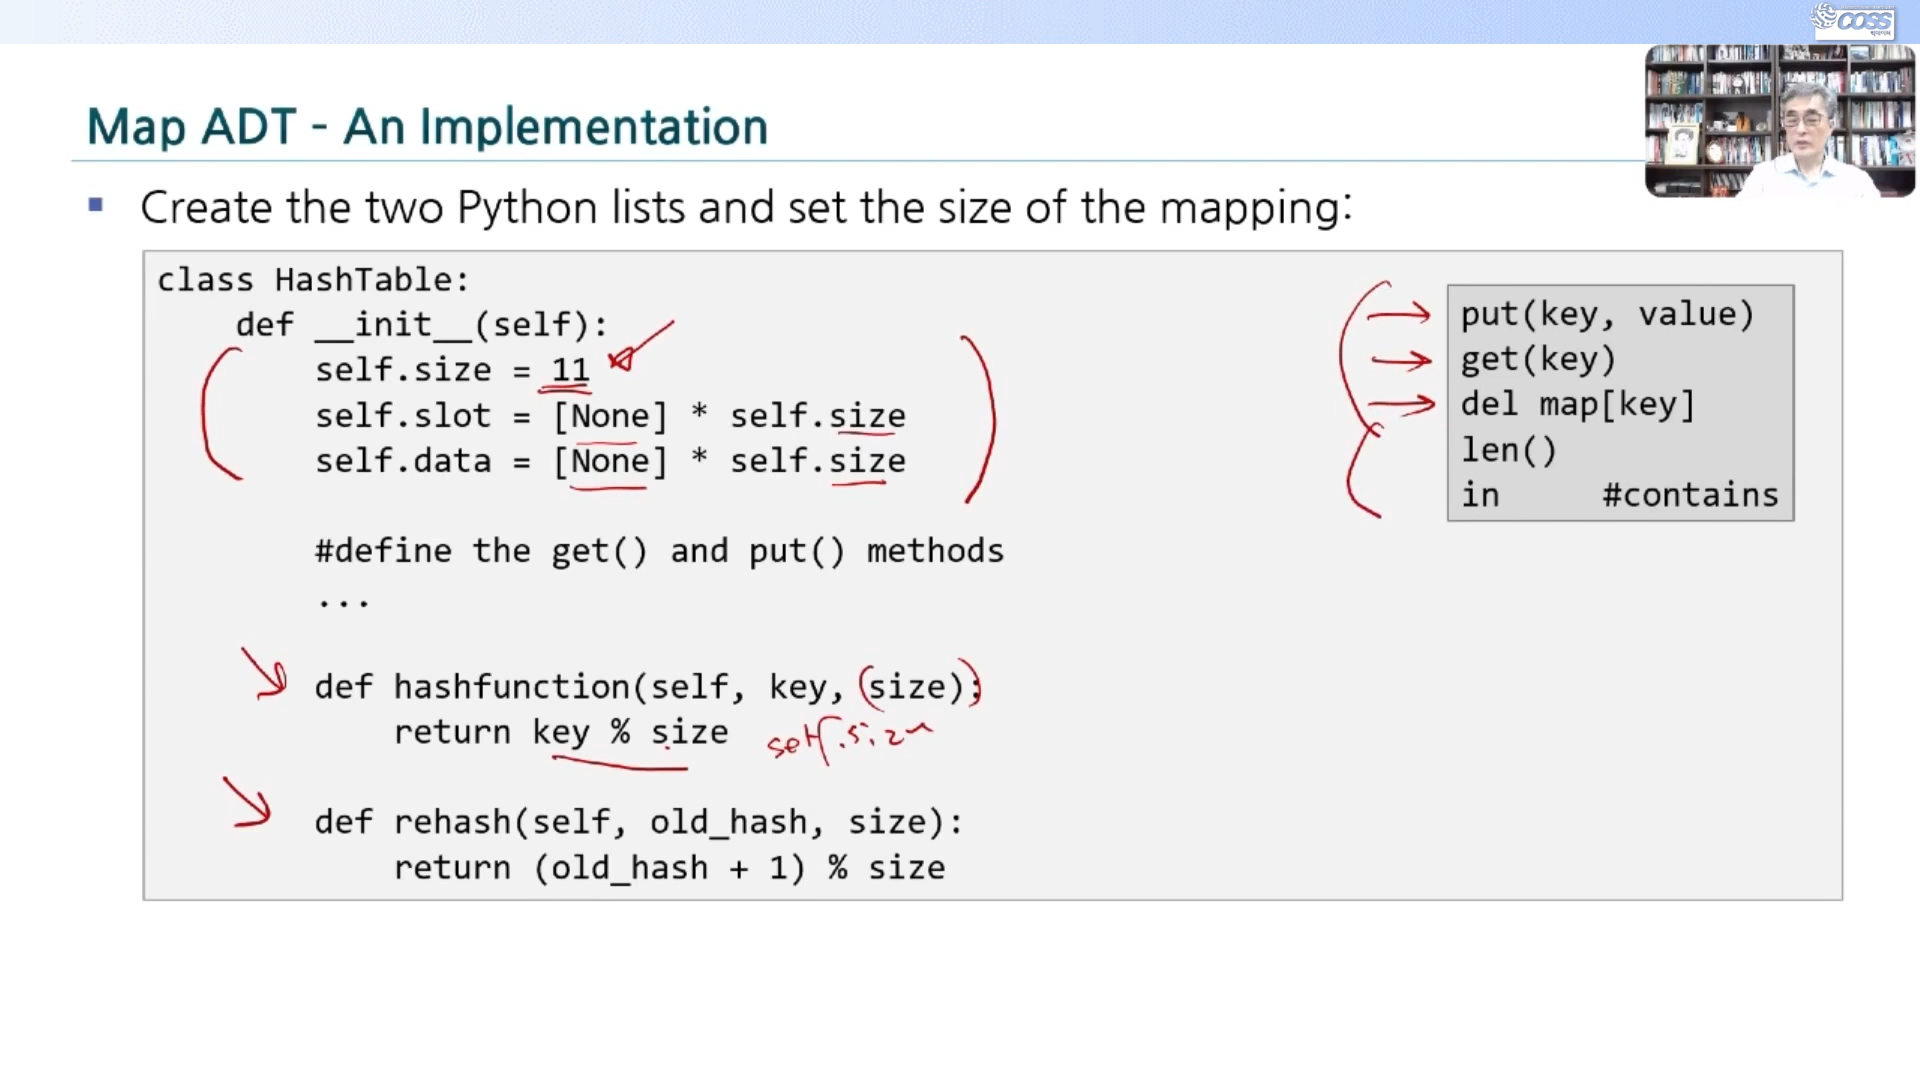 COSS
Map ADT - An Implementation
▪ Create the two Python lists and set the size of the mapping:
class HashTable:
def __init__(self):
self.size = 11
self.slot = [None] * self.size
self.data = [None] * self.size
#define the get() and put() methods
...
def hashfunction(self, key, size):
return key % size
self.size
def rehash(self, old_hash, size):
return (old_hash + 1) % size
put(key, value)
get(key)
del map[key]
len()
in #contains